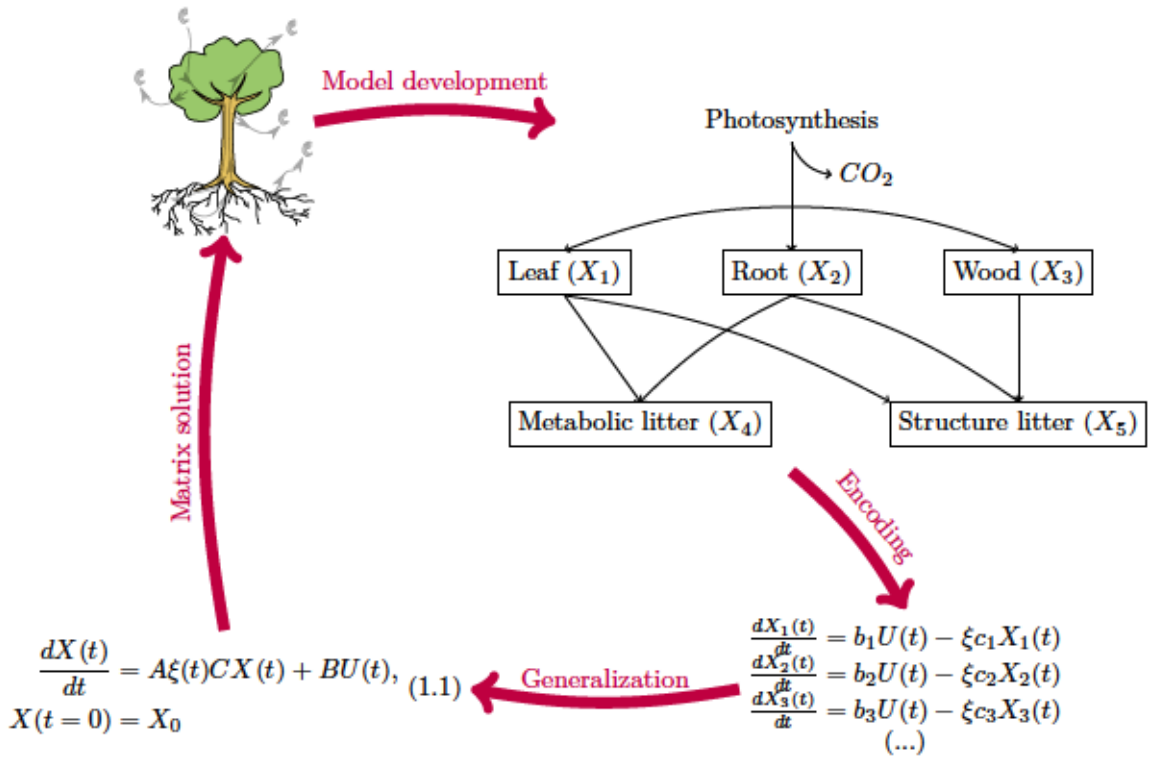 C
C
C
C
C
Model development
Photosynthesis
CO₂
Leaf (X₁)
Root (X₂)
Wood (X₃)
Metabolic litter (X₄)
Structure litter (X₅)
Encoding
dX₁(t)/dt = b₁U(t) − ξc₁X₁(t)
dX₂(t)/dt = b₂U(t) − ξc₂X₂(t)
dX₃(t)/dt = b₃U(t) − ξc₃X₃(t)
(...)
Generalization
dX(t)/dt = Aξ(t)CX(t) + BU(t),
X(t = 0) = X₀
(1.1)
Matrix solution